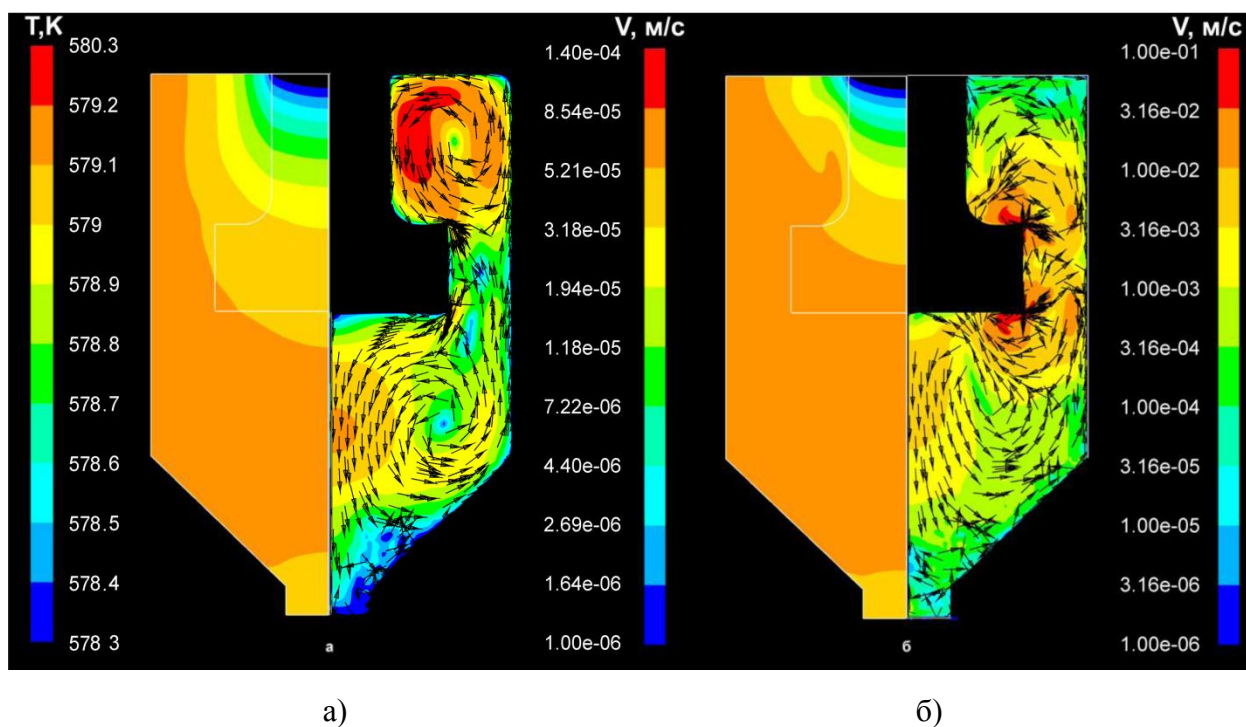 T,K
580.3
579.2
579.1
579
578.9
578.8
578.7
578.6
578.5
578.4
578 3
V, м/с
1.40e-04
8.54e-05
5.21e-05
3.18e-05
1.94e-05
1.18e-05
7.22e-06
4.40e-06
2.69e-06
1.64e-06
1.00e-06
а
V, м/с
1.00e-01
3.16e-02
1.00e-02
3.16e-03
1.00e-03
3.16e-04
1.00e-04
3.16e-05
1.00e-05
3.16e-06
1.00e-06
б
а) б)